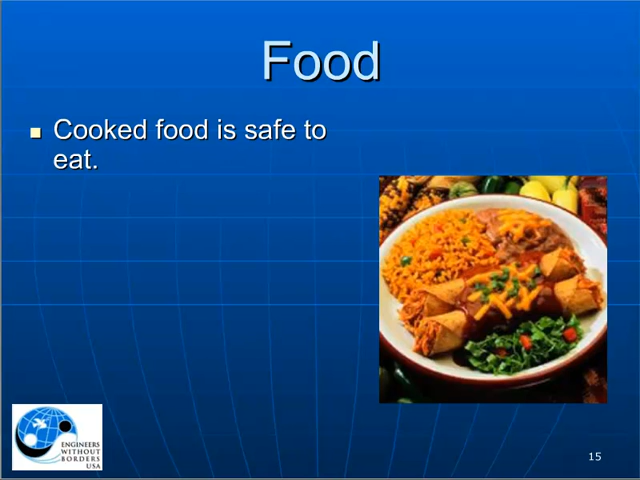 Food
Cooked food is safe to
eat.
ENGINEERS
WITHOUT
BORDERS
USA
15